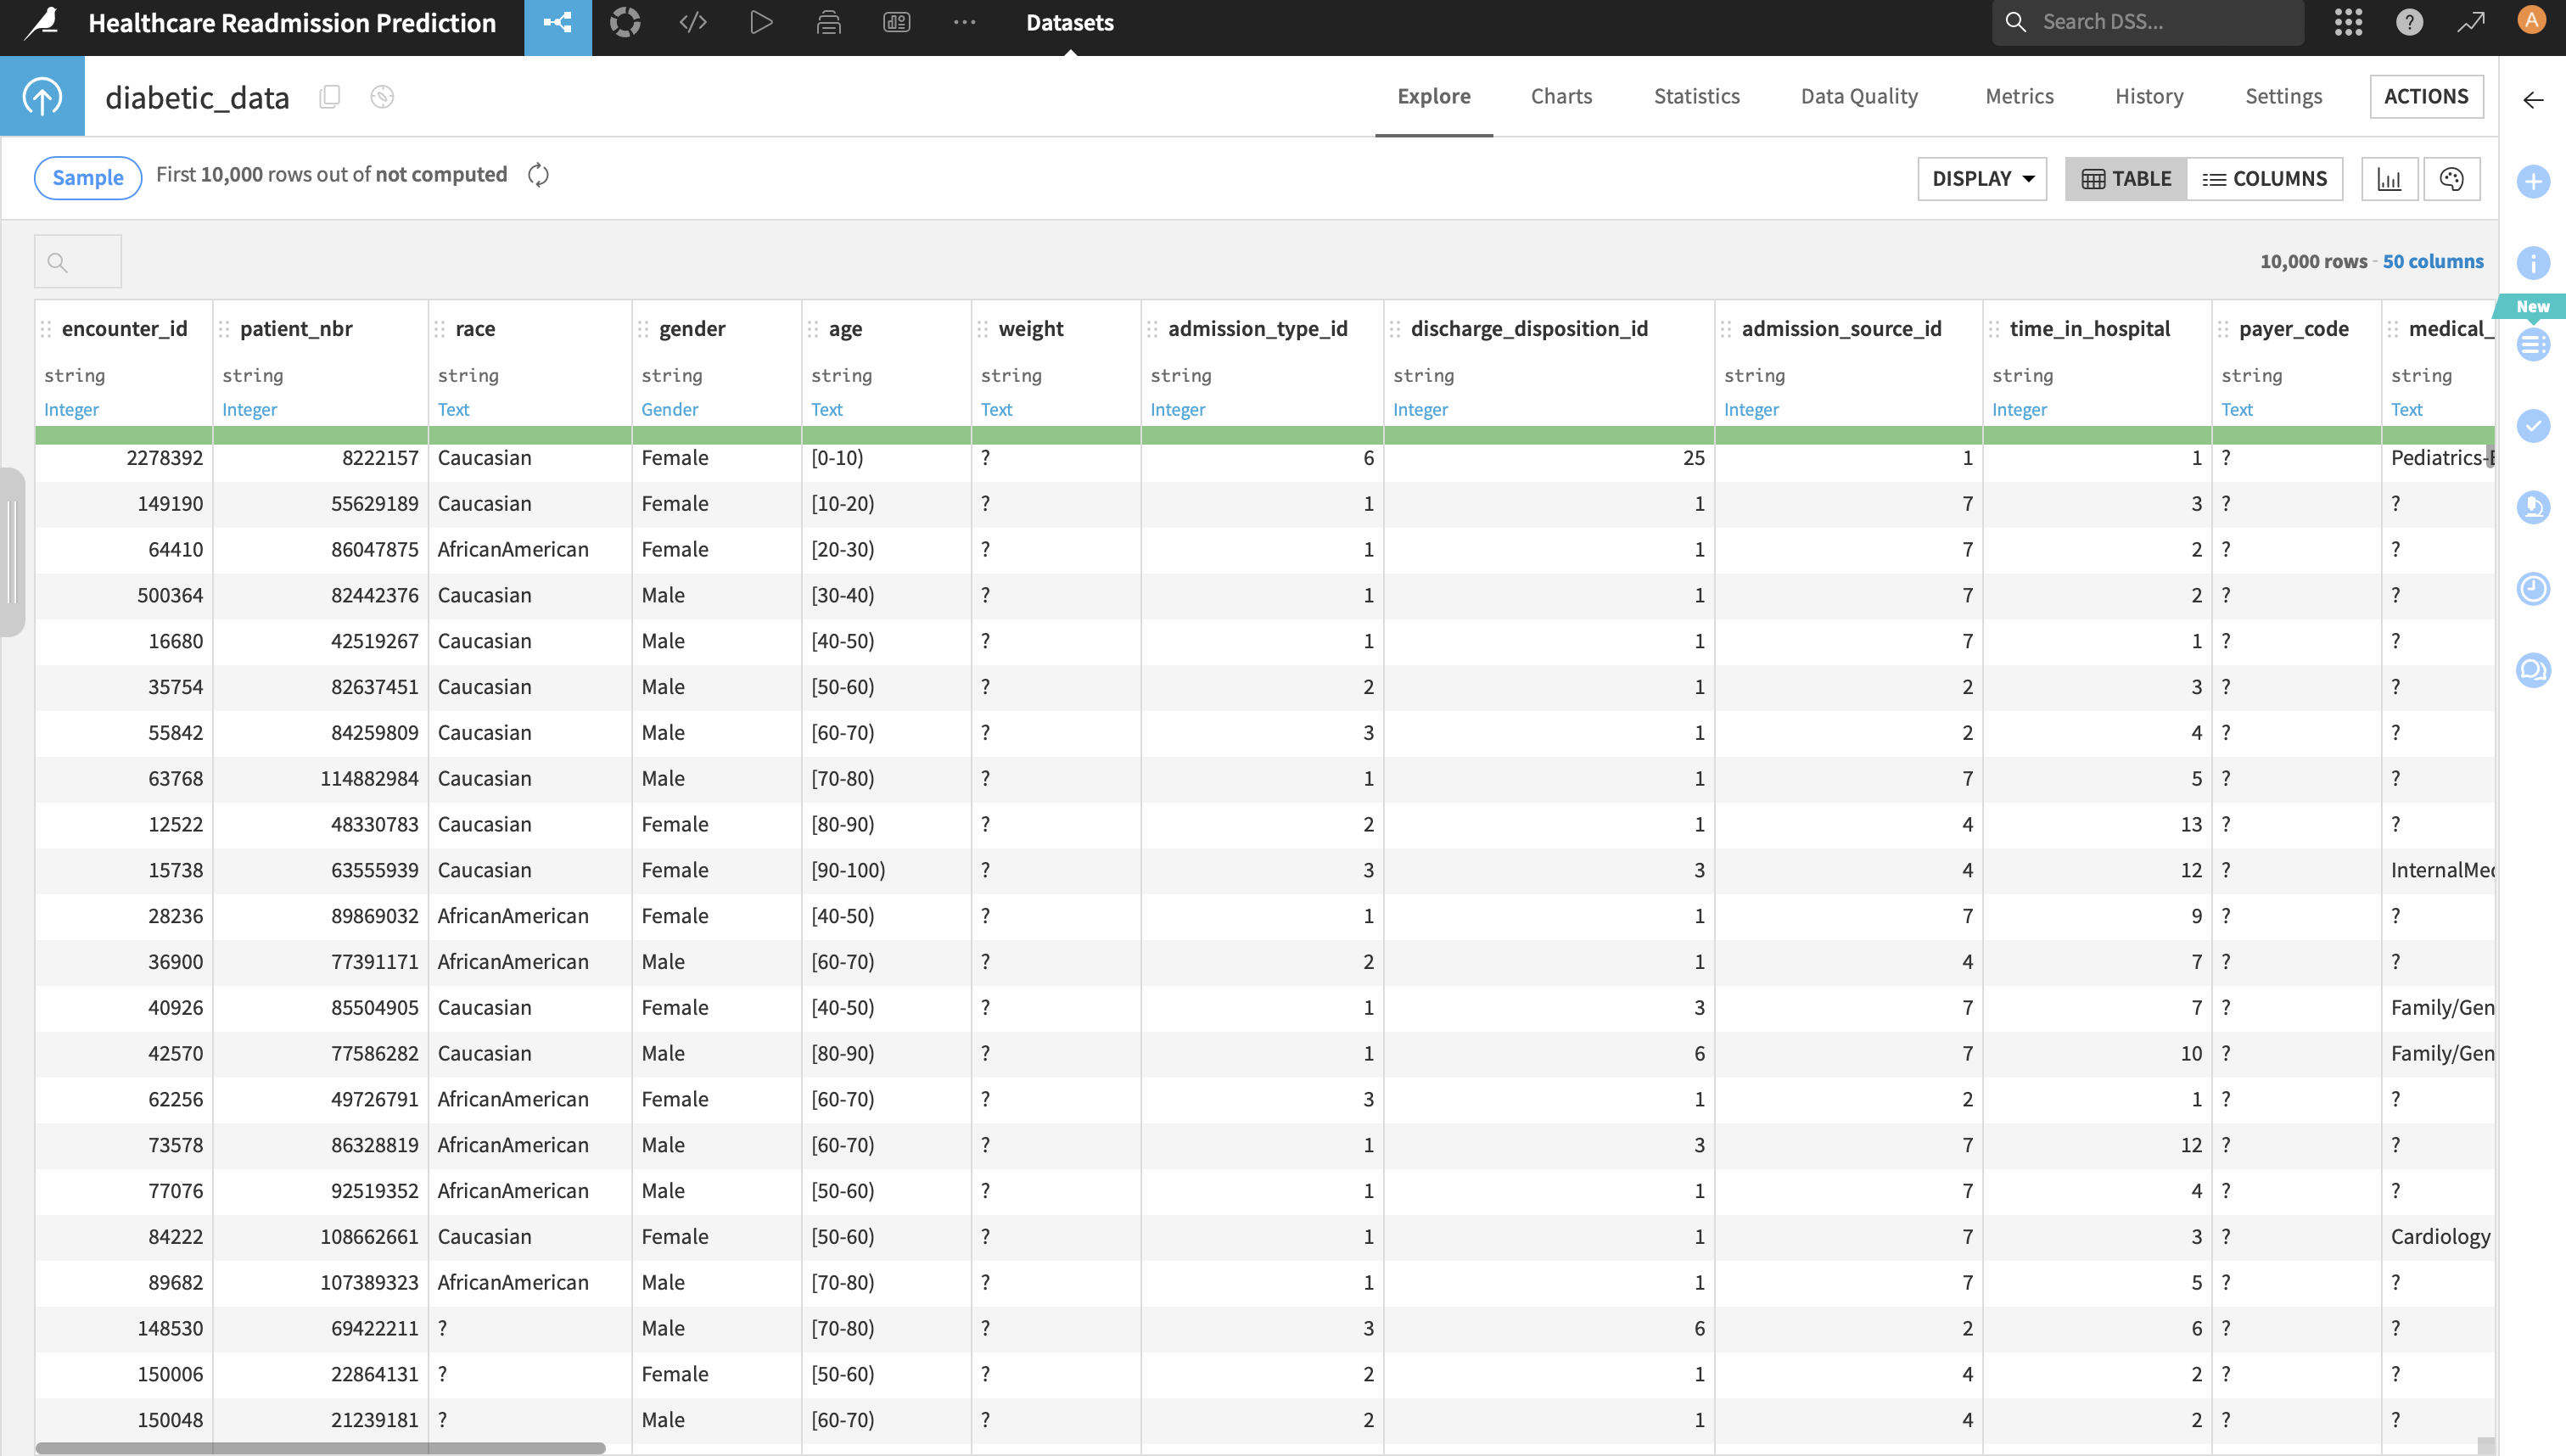 Healthcare Readmission Prediction Datasets Search DSS... ? A
diabetic_data Explore Charts Statistics Data Quality Metrics History Settings ACTIONS
Sample First 10,000 rows out of not computed DISPLAY TABLE COLUMNS
10,000 rows - 50 columns
New
encounter_id patient_nbr race gender age weight admission_type_id discharge_disposition_id admission_source_id time_in_hospital payer_code medical_
string string string string string string string string string string string string
Integer Integer Text Gender Text Text Integer Integer Integer Integer Text Text
2278392 8222157 Caucasian Female [0-10) ? 6 25 1 1 ? Pediatrics-E
149190 55629189 Caucasian Female [10-20) ? 1 1 7 3 ? ?
64410 86047875 AfricanAmerican Female [20-30) ? 1 1 7 2 ? ?
500364 82442376 Caucasian Male [30-40) ? 1 1 7 2 ? ?
16680 42519267 Caucasian Male [40-50) ? 1 1 7 1 ? ?
35754 82637451 Caucasian Male [50-60) ? 2 1 2 3 ? ?
55842 84259809 Caucasian Male [60-70) ? 3 1 2 4 ? ?
63768 114882984 Caucasian Male [70-80) ? 1 1 7 5 ? ?
12522 48330783 Caucasian Female [80-90) ? 2 1 4 13 ? ?
15738 63555939 Caucasian Female [90-100) ? 3 3 4 12 ? InternalMed
28236 89869032 AfricanAmerican Female [40-50) ? 1 1 7 9 ? ?
36900 77391171 AfricanAmerican Male [60-70) ? 2 1 4 7 ? ?
40926 85504905 Caucasian Female [40-50) ? 1 3 7 7 ? Family/Gen
42570 77586282 Caucasian Male [80-90) ? 1 6 7 10 ? Family/Gen
62256 49726791 AfricanAmerican Female [60-70) ? 3 1 2 1 ? ?
73578 86328819 AfricanAmerican Male [60-70) ? 1 3 7 12 ? ?
77076 92519352 AfricanAmerican Male [50-60) ? 1 1 7 4 ? ?
84222 108662661 Caucasian Female [50-60) ? 1 1 7 3 ? Cardiology
89682 107389323 AfricanAmerican Male [70-80) ? 1 1 7 5 ? ?
148530 69422211 ? Male [70-80) ? 3 6 2 6 ? ?
150006 22864131 ? Female [50-60) ? 2 1 4 2 ? ?
150048 21239181 ? Male [60-70) ? 2 1 4 2 ? ?